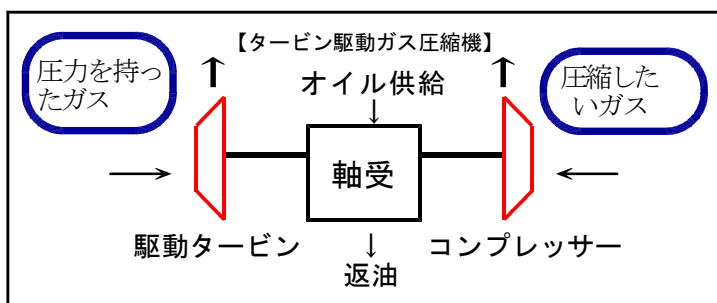 【タービン駆動ガス圧縮機】
圧力を持っ
たガス
オイル供給
圧縮した
いガス
軸受
駆動タービン
コンプレッサー
返油